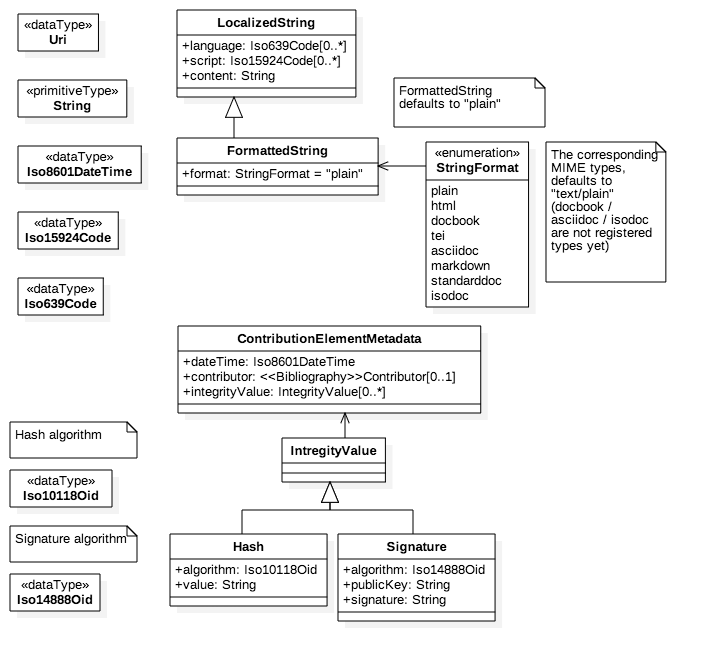 «dataType»
Uri
«primitiveType»
String
«dataType»
Iso8601DateTime
«dataType»
Iso15924Code
«dataType»
Iso639Code
LocalizedString
+language: Iso639Code[0..*]
+script: Iso15924Code[0..*]
+content: String
FormattedString
+format: StringFormat = "plain"
FormattedString
defaults to "plain"
«enumeration»
StringFormat
plain
html
docbook
tei
asciidoc
markdown
standarddoc
isodoc
The corresponding
MIME types,
defaults to
"text/plain"
(docbook /
asciidoc / isodoc
are not registered
types yet)
ContributionElementMetadata
+dateTime: Iso8601DateTime
+contributor: <<Bibliography>>Contributor[0..1]
+integrityValue: IntegrityValue[0..*]
IntregityValue
Hash algorithm
«dataType»
Iso10118Oid
Signature algorithm
«dataType»
Iso14888Oid
Hash
+algorithm: Iso10118Oid
+value: String
Signature
+algorithm: Iso14888Oid
+publicKey: String
+signature: String